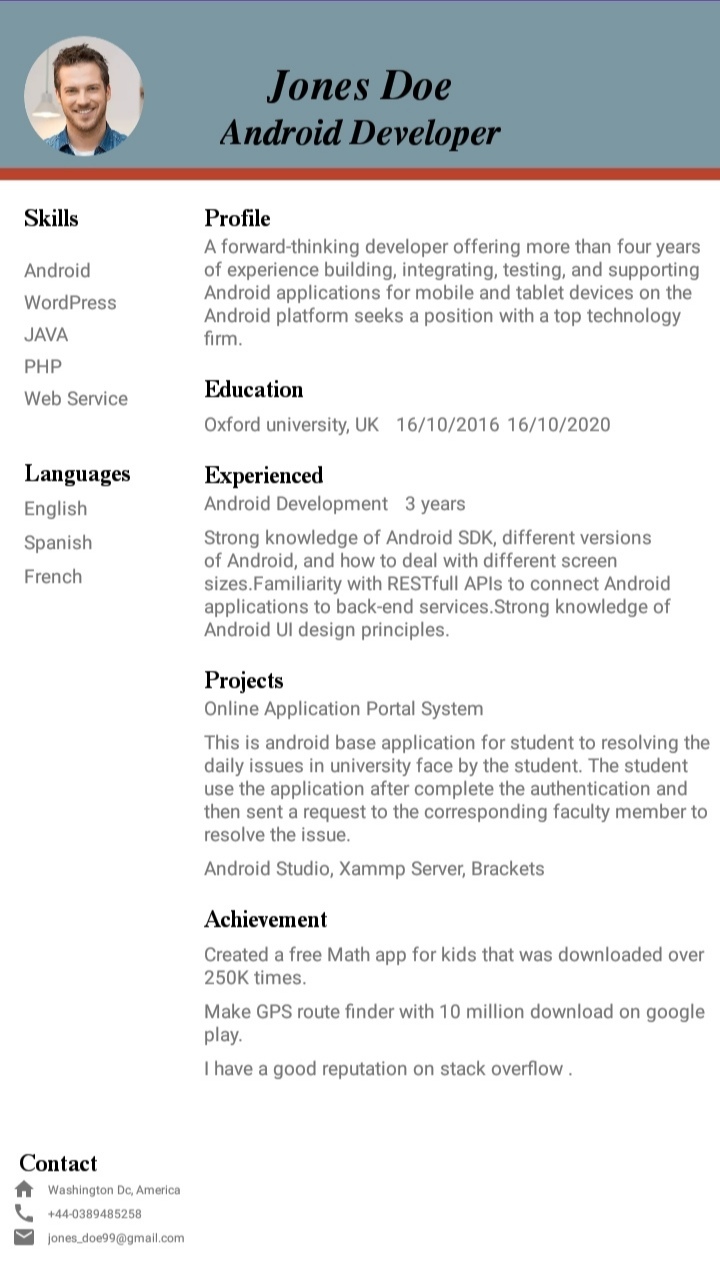 Jones Doe
Android Developer
Skills
Android
WordPress
JAVA
PHP
Web Service
Languages
English
Spanish
French
Profile
A forward-thinking developer offering more than four years
of experience building, integrating, testing, and supporting
Android applications for mobile and tablet devices on the
Android platform seeks a position with a top technology
firm.
Education
Oxford university, UK 16/10/2016 16/10/2020
Experienced
Android Development 3 years
Strong knowledge of Android SDK, different versions
of Android, and how to deal with different screen
sizes.Familiarity with RESTfull APIs to connect Android
applications to back-end services.Strong knowledge of
Android UI design principles.
Projects
Online Application Portal System
This is android base application for student to resolving the
daily issues in university face by the student. The student
use the application after complete the authentication and
then sent a request to the corresponding faculty member to
resolve the issue.
Android Studio, Xammp Server, Brackets
Achievement
Created a free Math app for kids that was downloaded over
250K times.
Make GPS route finder with 10 million download on google
play.
I have a good reputation on stack overflow .
Contact
Washington Dc, America
+44-0389485258
jones_doe99@gmail.com